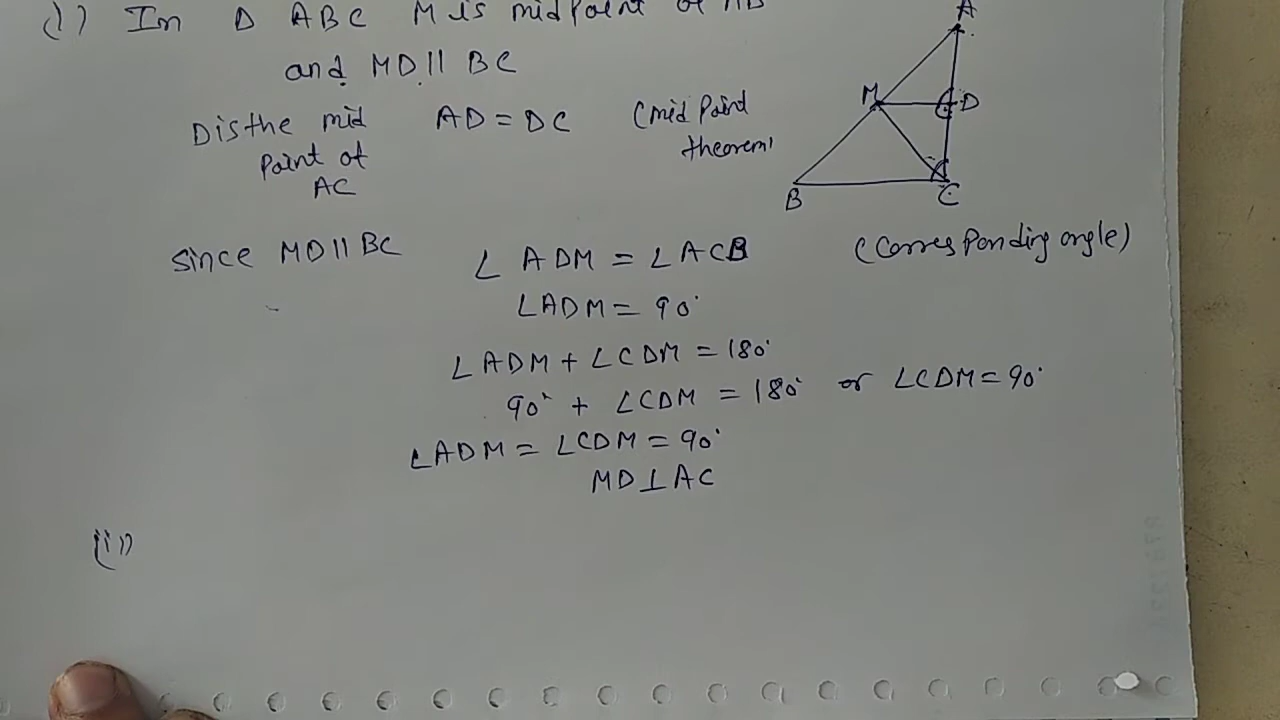 (i) In Δ ABC M is midpoint of AB
and MD || BC
D is the mid point of AC AD = DC (mid Point theorem)
since MD || BC ∠ADM = ∠ACB (corresponding angle)
∠ADM = 90°
∠ADM + ∠CDM = 180°
90° + ∠CDM = 180° or ∠CDM = 90°
∠ADM = ∠CDM = 90°
MD ⊥ AC
(ii)
A
M
D
B
C